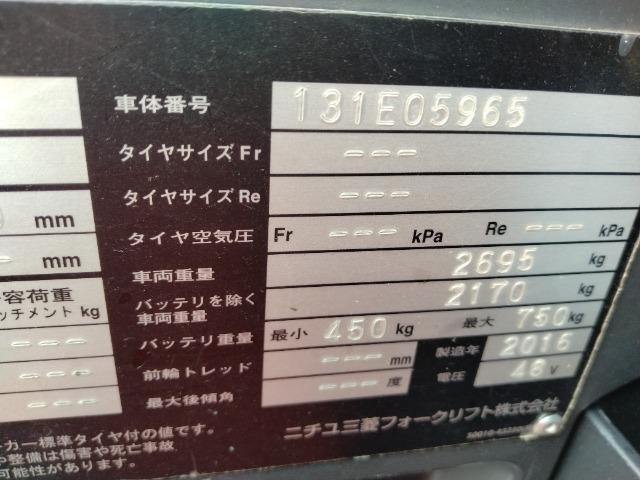 車体番号 131E05965
タイヤサイズ Fr ---
タイヤサイズ Re ---
mm
タイヤ空気圧 Fr --- kPa Re --- kPa
mm
車両重量 2695 kg
容荷重
バッテリを除く車両重量 2170 kg
ッチメント kg
バッテリ重量 最小 450 kg 最大 750 kg
---
前輪トレッド --- mm 製造年 2016
---
最大後傾角 --- 度 電圧 48 V
---
ニチユ三菱フォークリフト株式会社
カー標準タイヤ付の値です。
や整備は傷害や死亡事故
可能性があります。